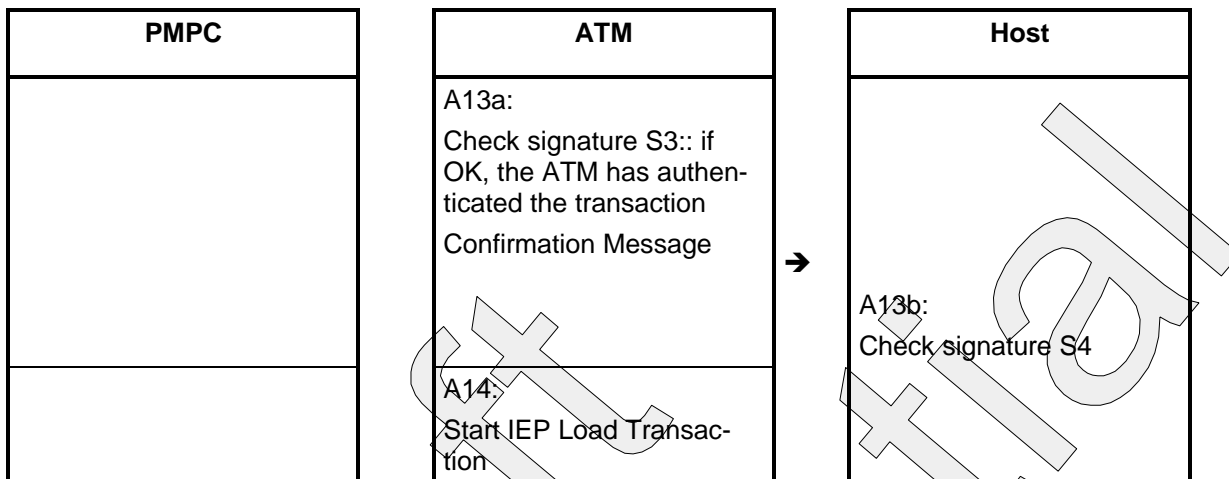 PMPC
ATM
Host
A13a:
Check signature S3:: if
OK, the ATM has authen-
ticated the transaction
Confirmation Message
➔
A13b:
Check signature S4
A14:
Start IEP Load Transac-
tion